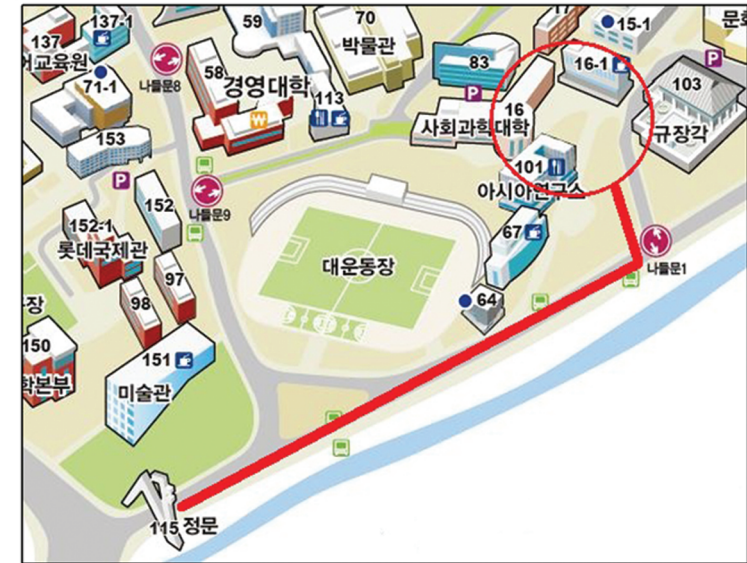 137-1
137
어교육원
71-1
153
나들문8
59
58
경영대학
113
70
박물관
83
P
사회과학대학
16
17
15-1
16-1
P
103
규장각
101
아시아연구소
67
64
나들문1
P
152
나들문9
152-1
롯데국제관
97
98
대운동장
장
150
학본부
151
미술관
115 정문